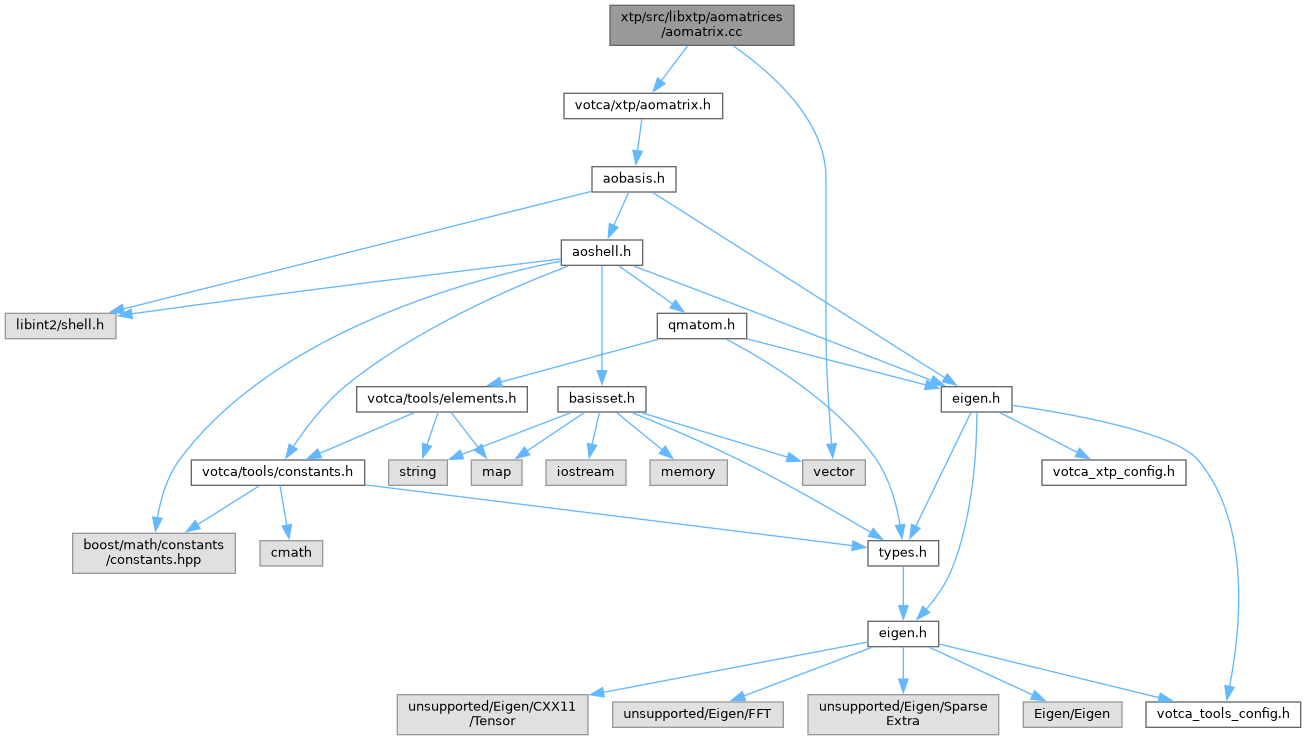 xtp/src/libxtp/aomatrices
/aomatrix.cc
votca/xtp/aomatrix.h
aobasis.h
aoshell.h
libint2/shell.h
qmatom.h
votca/tools/elements.h
basisset.h
eigen.h
votca/tools/constants.h
string
map
iostream
memory
vector
votca_xtp_config.h
boost/math/constants
/constants.hpp
cmath
types.h
eigen.h
unsupported/Eigen/CXX11
/Tensor
unsupported/Eigen/FFT
unsupported/Eigen/Sparse
Extra
Eigen/Eigen
votca_tools_config.h